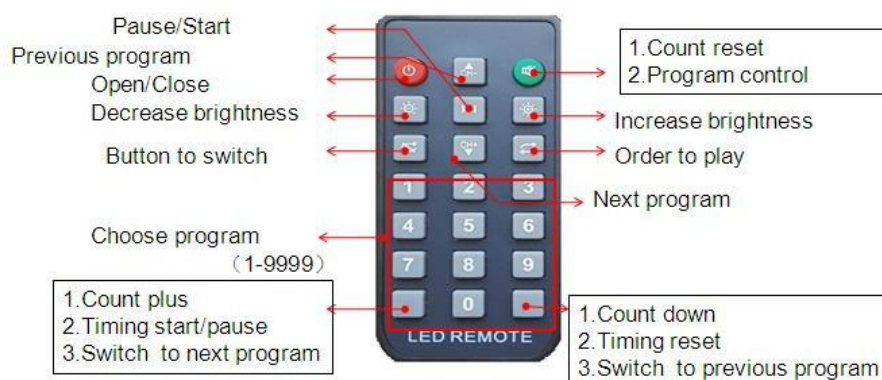 Pause/Start
Previous program
Open/Close
Decrease brightness
Button to switch
Choose program
(1-9999)
1.Count plus
2.Timing start/pause
3.Switch to next program
CH-
CH+
1 2 3
4 5 6
7 8 9
0
LED REMOTE
1.Count reset
2.Program control
Increase brightness
Order to play
Next program
1.Count down
2.Timing reset
3.Switch to previous program